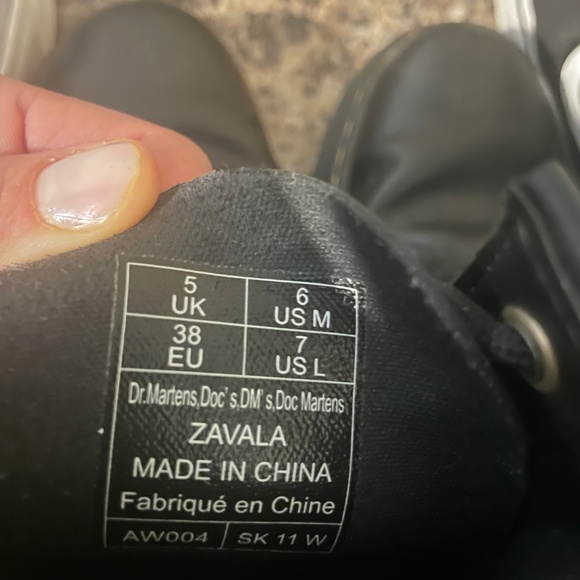 5 UK
6 US M
38 EU
7 US L
Dr.Martens,Doc's,DM's,Doc Martens
ZAVALA
MADE IN CHINA
Fabriqué en Chine
AW004 SK 11 W